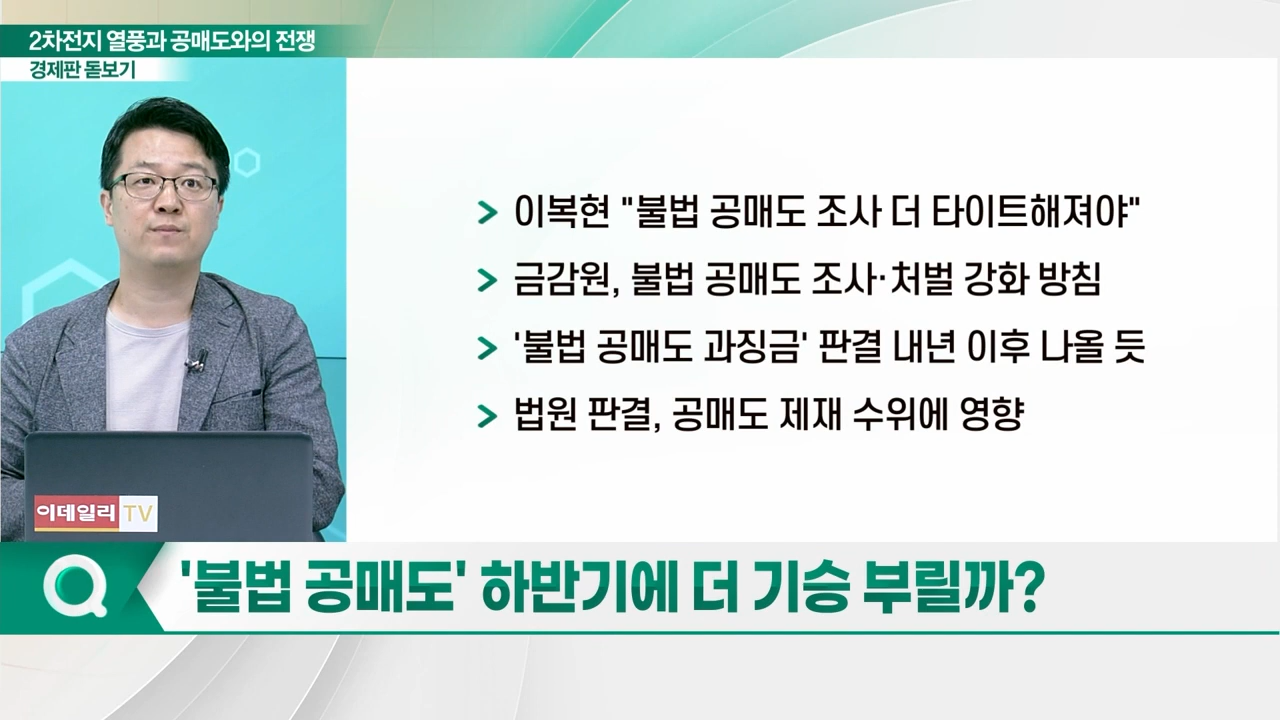 2차전지 열풍과 공매도와의 전쟁
경제판 돋보기
> 이복현 "불법 공매도 조사 더 타이트해져야"
> 금감원, 불법 공매도 조사·처벌 강화 방침
> '불법 공매도 과징금' 판결 내년 이후 나올 듯
> 법원 판결, 공매도 제재 수위에 영향
이데일리 TV
Q '불법 공매도' 하반기에 더 기승 부릴까?